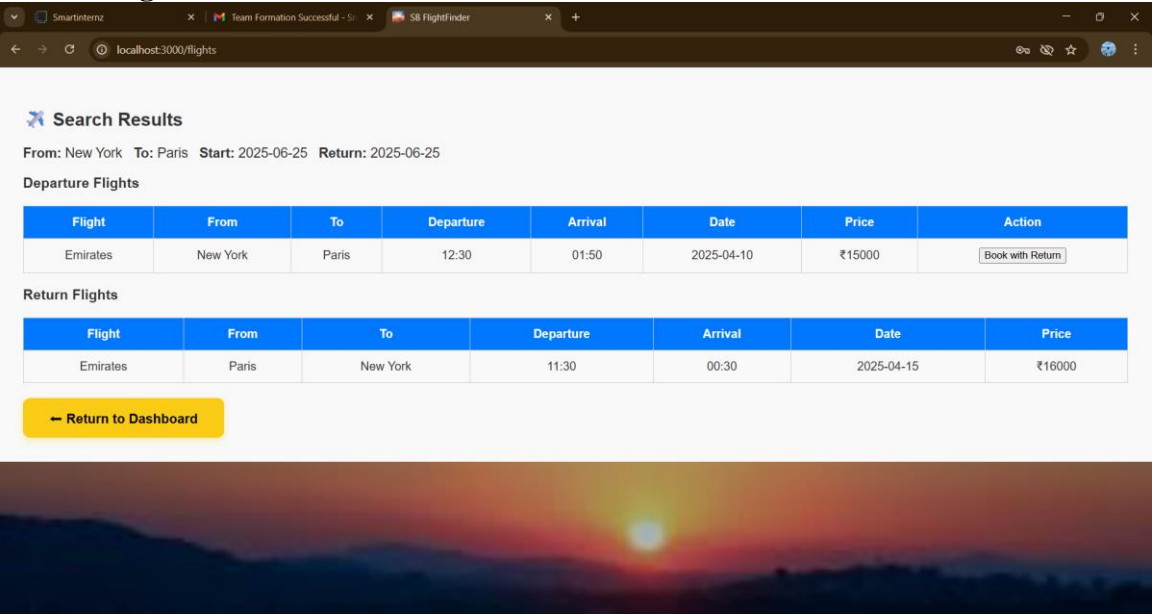 Smartinternz
Team Formation Successful - Sm
SB FlightFinder
localhost:3000/flights
Search Results
From: New York To: Paris Start: 2025-06-25 Return: 2025-06-25
Departure Flights
Flight From To Departure Arrival Date Price Action
Emirates New York Paris 12:30 01:50 2025-04-10 ₹15000 Book with Return
Return Flights
Flight From To Departure Arrival Date Price
Emirates Paris New York 11:30 00:30 2025-04-15 ₹16000
← Return to Dashboard